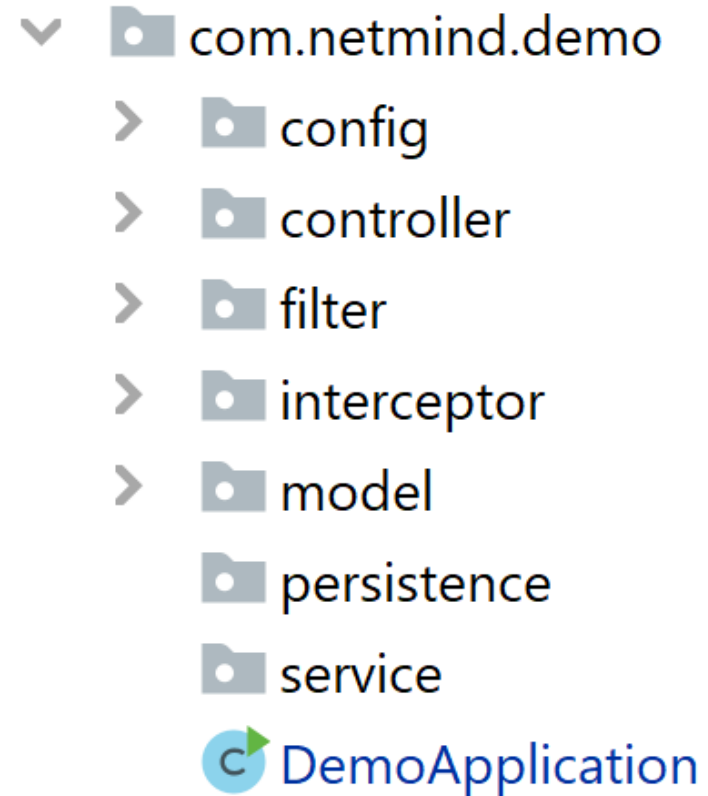 com.netmind.demo
config
controller
filter
interceptor
model
persistence
service
C DemoApplication